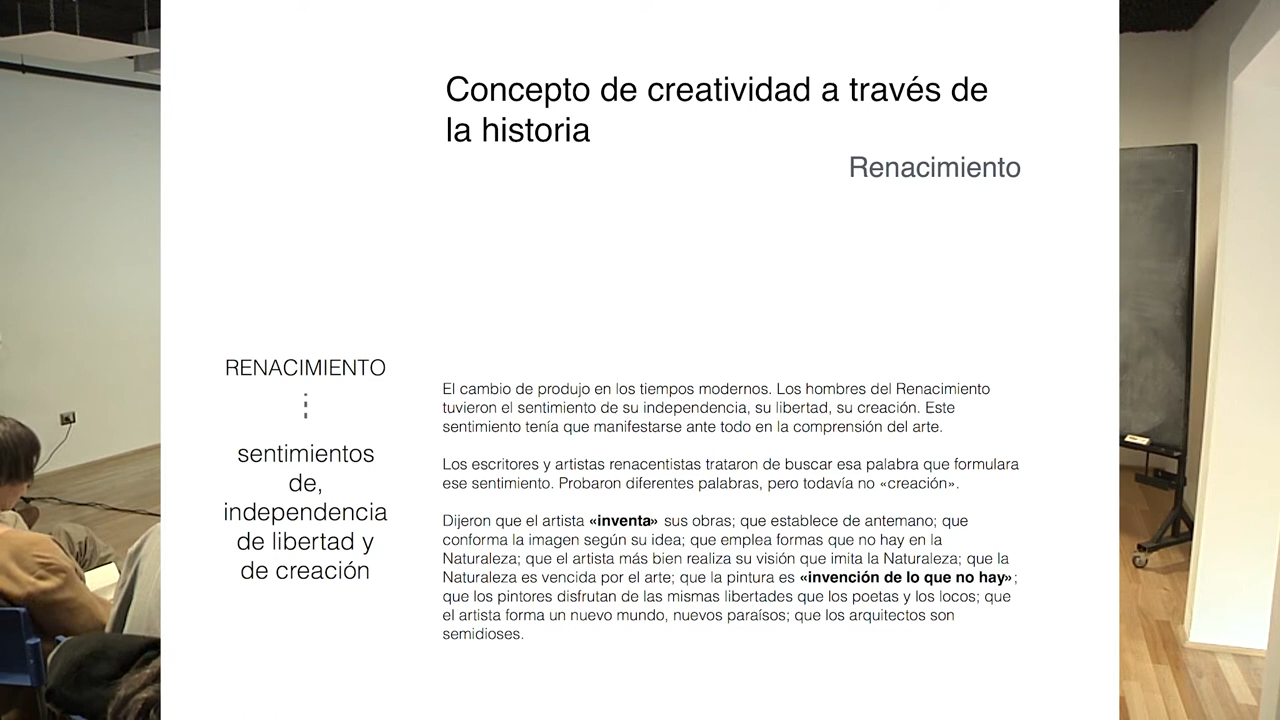 Concepto de creatividad a través de
la historia
Renacimiento
RENACIMIENTO
sentimientos
de,
independencia
de libertad y
de creación
El cambio de produjo en los tiempos modernos. Los hombres del Renacimiento
tuvieron el sentimiento de su independencia, su libertad, su creación. Este
sentimiento tenía que manifestarse ante todo en la comprensión del arte.
Los escritores y artistas renacentistas trataron de buscar esa palabra que formulara
ese sentimiento. Probaron diferentes palabras, pero todavía no «creación».
Dijeron que el artista «inventa» sus obras; que establece de antemano; que
conforma la imagen según su idea; que emplea formas que no hay en la
Naturaleza; que el artista más bien realiza su visión que imita la Naturaleza; que la
Naturaleza es vencida por el arte; que la pintura es «invención de lo que no hay»;
que los pintores disfrutan de las mismas libertades que los poetas y los locos; que
el artista forma un nuevo mundo, nuevos paraísos; que los arquitectos son
semidioses.